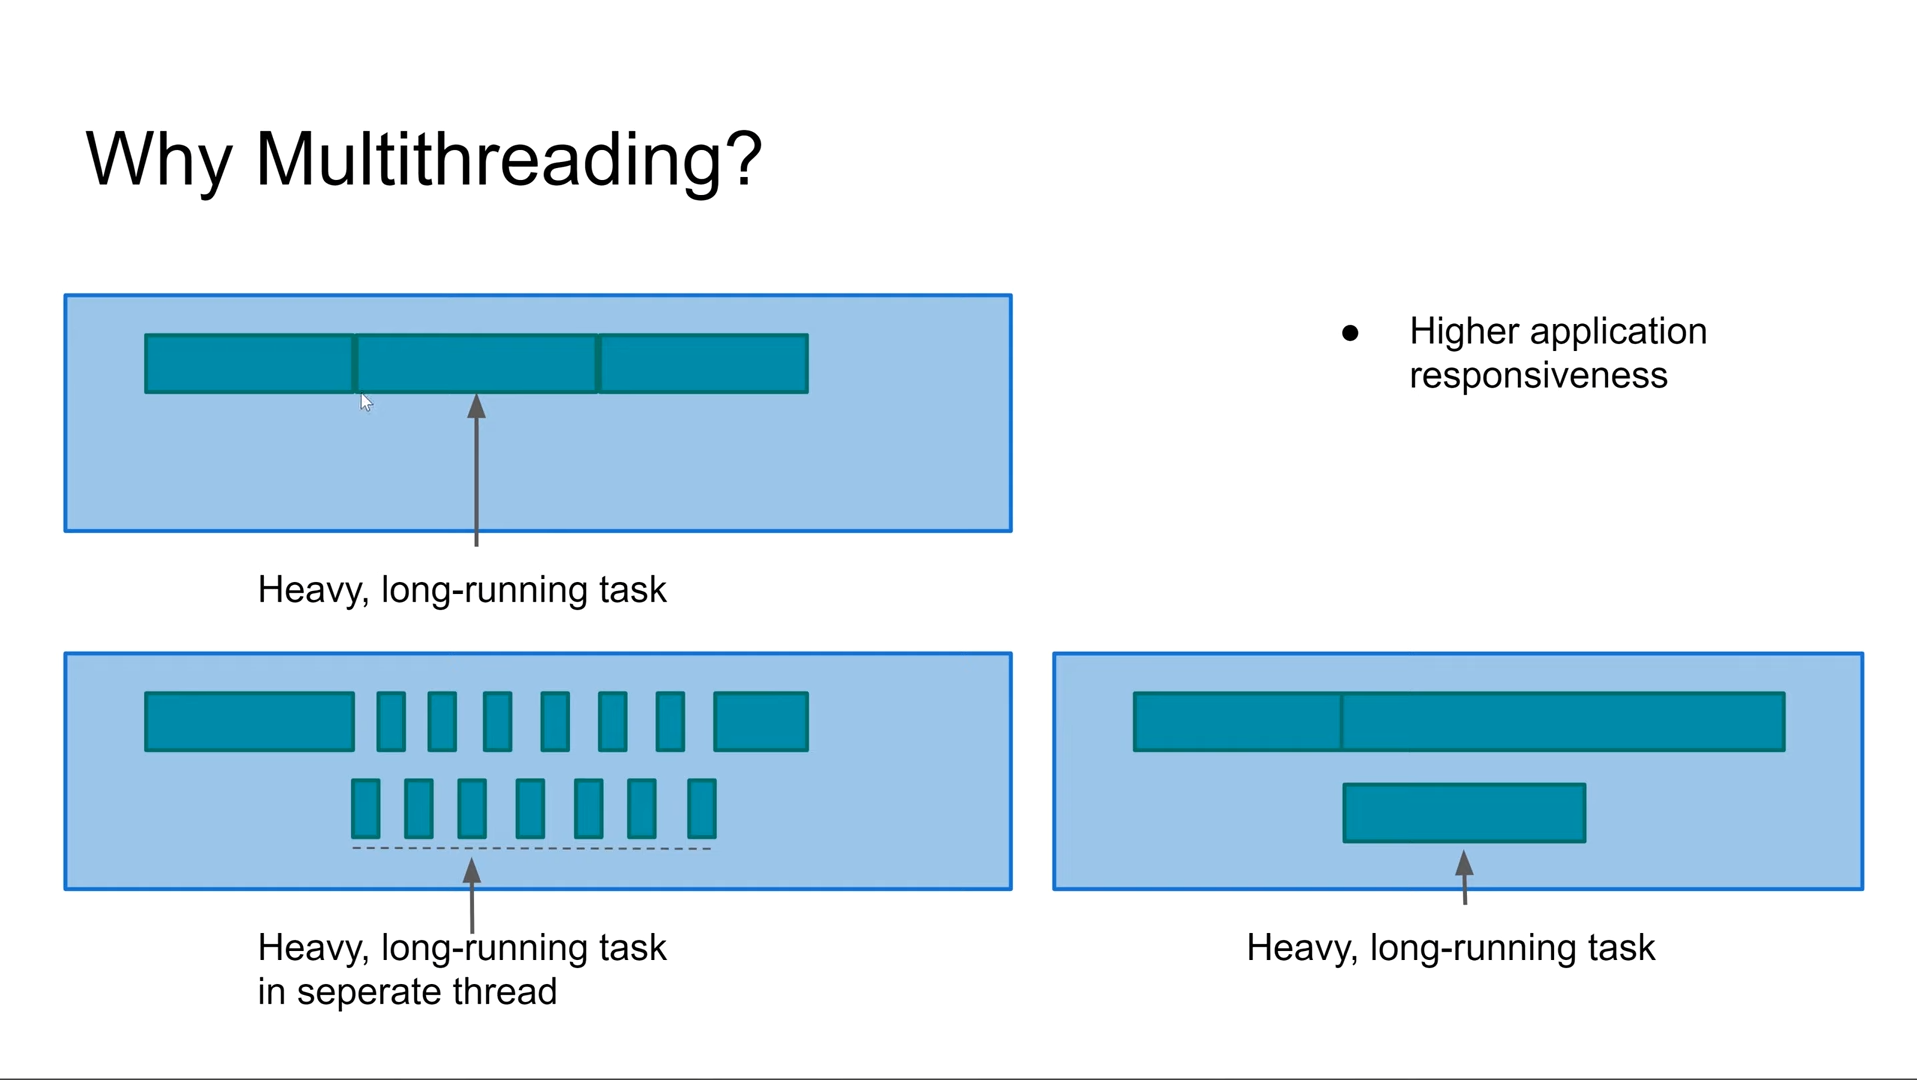 Why Multithreading?
● Higher application
responsiveness
Heavy, long-running task
Heavy, long-running task
in seperate thread
Heavy, long-running task